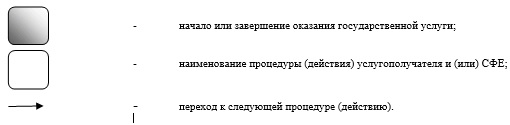 - начало или завершение оказания государственной услуги;
- наименование процедуры (действия) услугополучателя и (или) СФЕ;
- переход к следующей процедуре (действию).